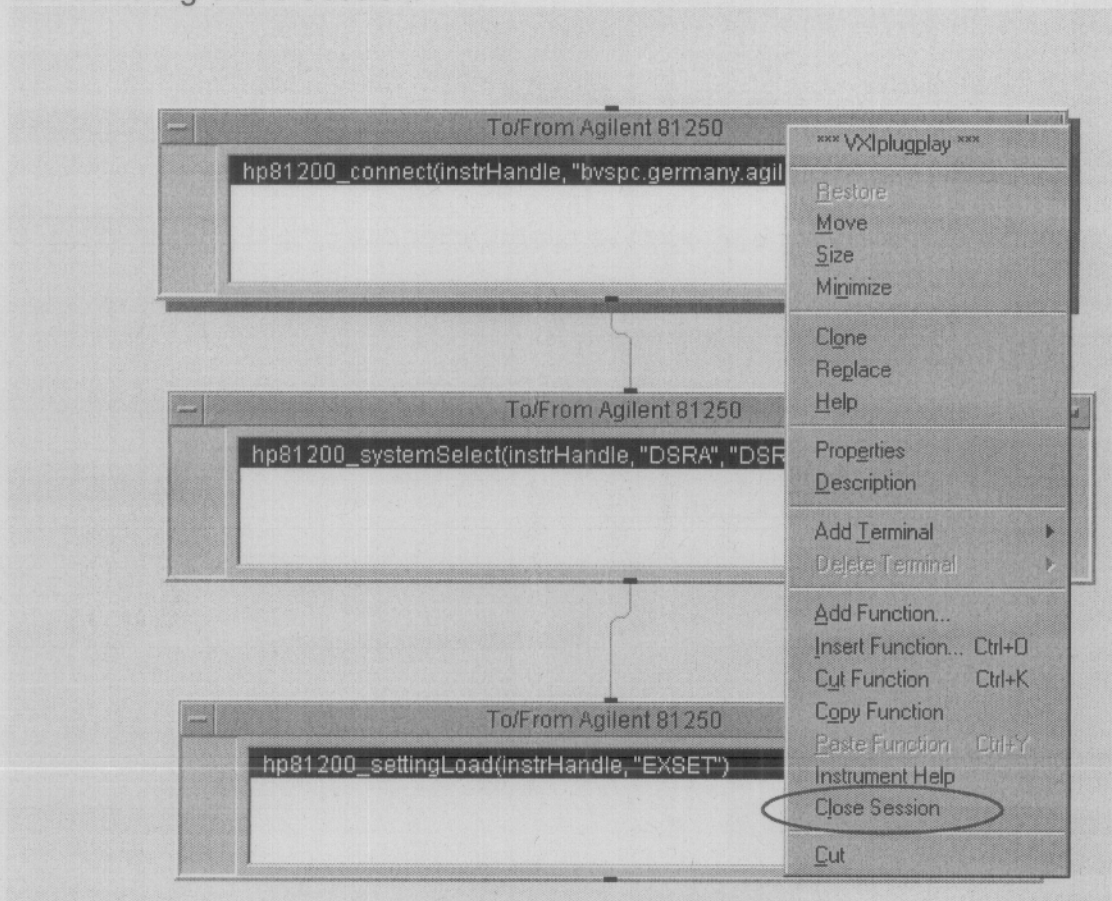 To/From Agilent 81250
hp81200_connect(instrHandle, "bvspc.germany.agil
To/From Agilent 81250
hp81200_systemSelect(instrHandle, "DSRA", "DSR
To/From Agilent 81250
hp81200_settingLoad(instrHandle, "EXSET")
*** VXIplugplay ***
Restore
Move
Size
Minimize
Clone
Replace
Help
Properties
Description
Add Terminal
Delete Terminal
Add Function...
Insert Function... Ctrl+O
Cut Function Ctrl+K
Copy Function
Paste Function Ctrl+Y
Instrument Help
Close Session
Cut